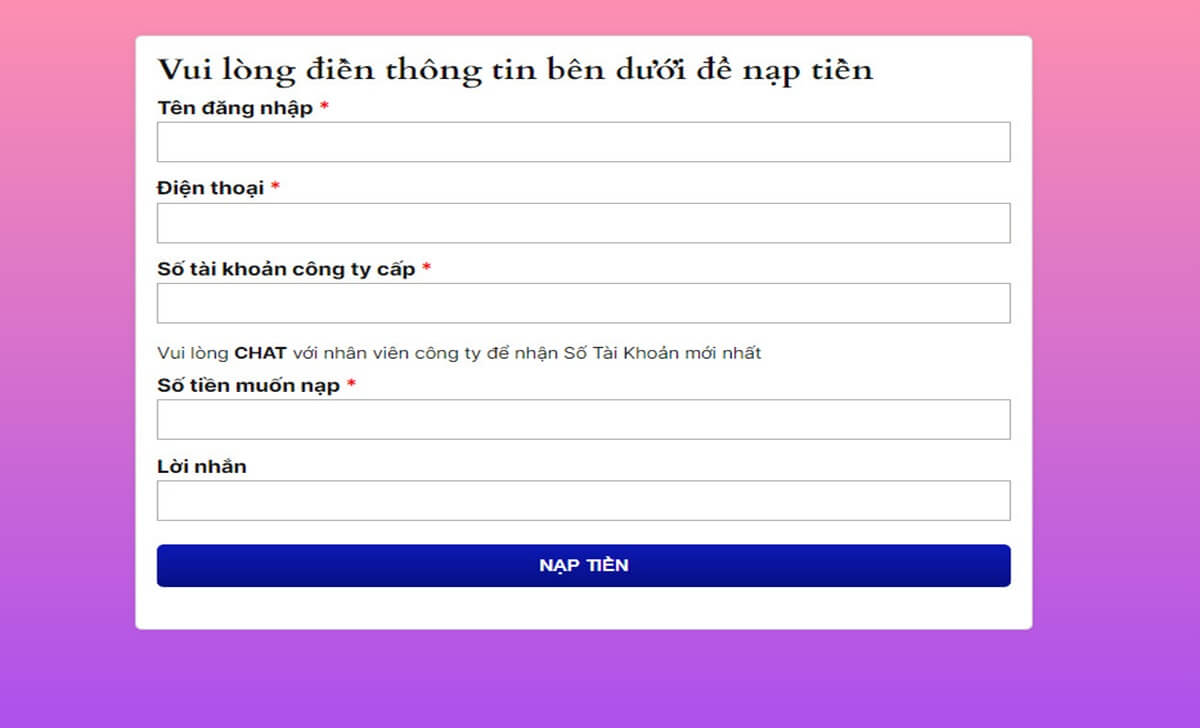 Vui lòng điền thông tin bên dưới để nạp tiền
Tên đăng nhập *
Điện thoại *
Số tài khoản công ty cấp *
Vui lòng CHAT với nhân viên công ty để nhận Số Tài Khoản mới nhất
Số tiền muốn nạp *
Lời nhắn
NẠP TIỀN